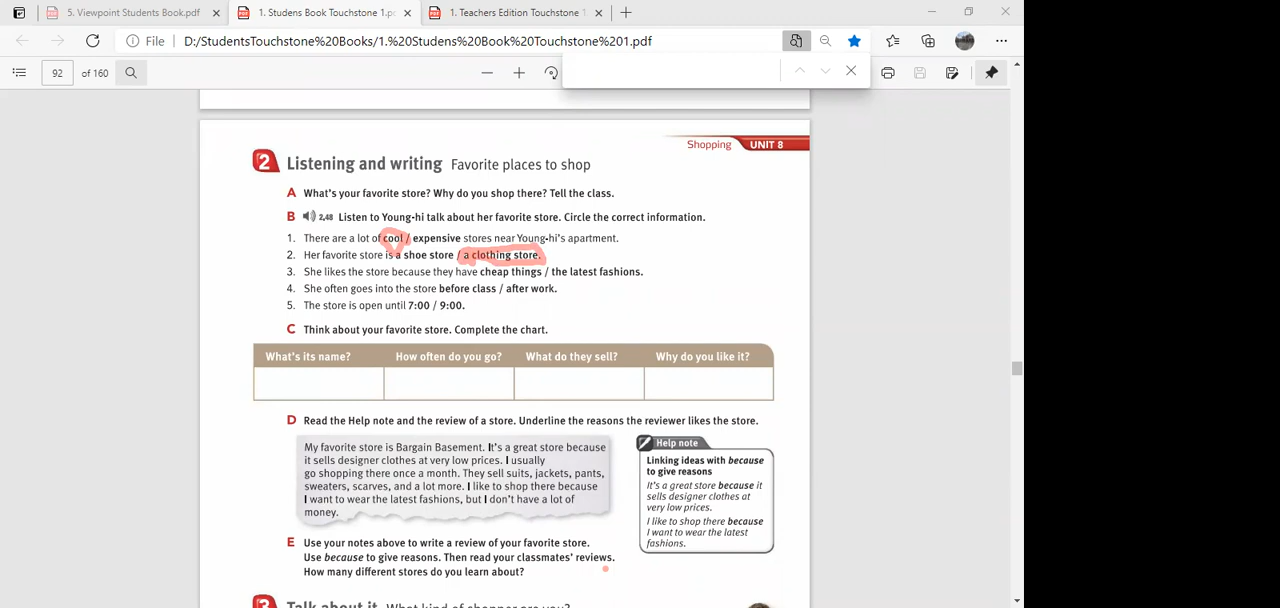 5. Viewpoint Students Book.pdf
1. Studens Book Touchstone 1.pc
1. Teachers Edition Touchstone 1
File D:/StudentsTouchstone%20Books/1.%20Studens%20Book%20Touchstone%201.pdf
92 of 160
Shopping UNIT 8
2 Listening and writing Favorite places to shop
A What's your favorite store? Why do you shop there? Tell the class.
B 2,48 Listen to Young-hi talk about her favorite store. Circle the correct information.
1. There are a lot of cool / expensive stores near Young-hi's apartment.
2. Her favorite store is a shoe store / a clothing store.
3. She likes the store because they have cheap things / the latest fashions.
4. She often goes into the store before class / after work.
5. The store is open until 7:00 / 9:00.
C Think about your favorite store. Complete the chart.
What's its name? How often do you go? What do they sell? Why do you like it?
D Read the Help note and the review of a store. Underline the reasons the reviewer likes the store.
My favorite store is Bargain Basement. It's a great store because
it sells designer clothes at very low prices. I usually
go shopping there once a month. They sell suits, jackets, pants,
sweaters, scarves, and a lot more. I like to shop there because
I want to wear the latest fashions, but I don't have a lot of
money.
Help note
Linking ideas with because
to give reasons
It's a great store because it
sells designer clothes at
very low prices.
I like to shop there because
I want to wear the latest
fashions.
E Use your notes above to write a review of your favorite store.
Use because to give reasons. Then read your classmates' reviews.
How many different stores do you learn about?
3 Talk about it What kind of shopper are you?